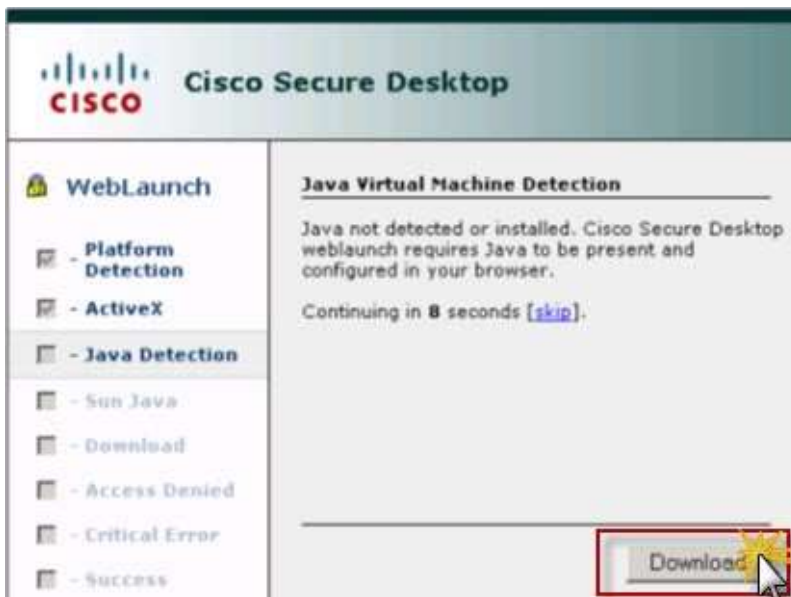 CISCO
Cisco Secure Desktop
WebLaunch
- Platform
Detection
- ActiveX
- Java Detection
- Sun Java
- Download
- Access Denied
- Critical Error
- Success
Java Virtual Machine Detection
Java not detected or installed. Cisco Secure Desktop
weblaunch requires Java to be present and
configured in your browser.
Continuing in 8 seconds [skip].
Download